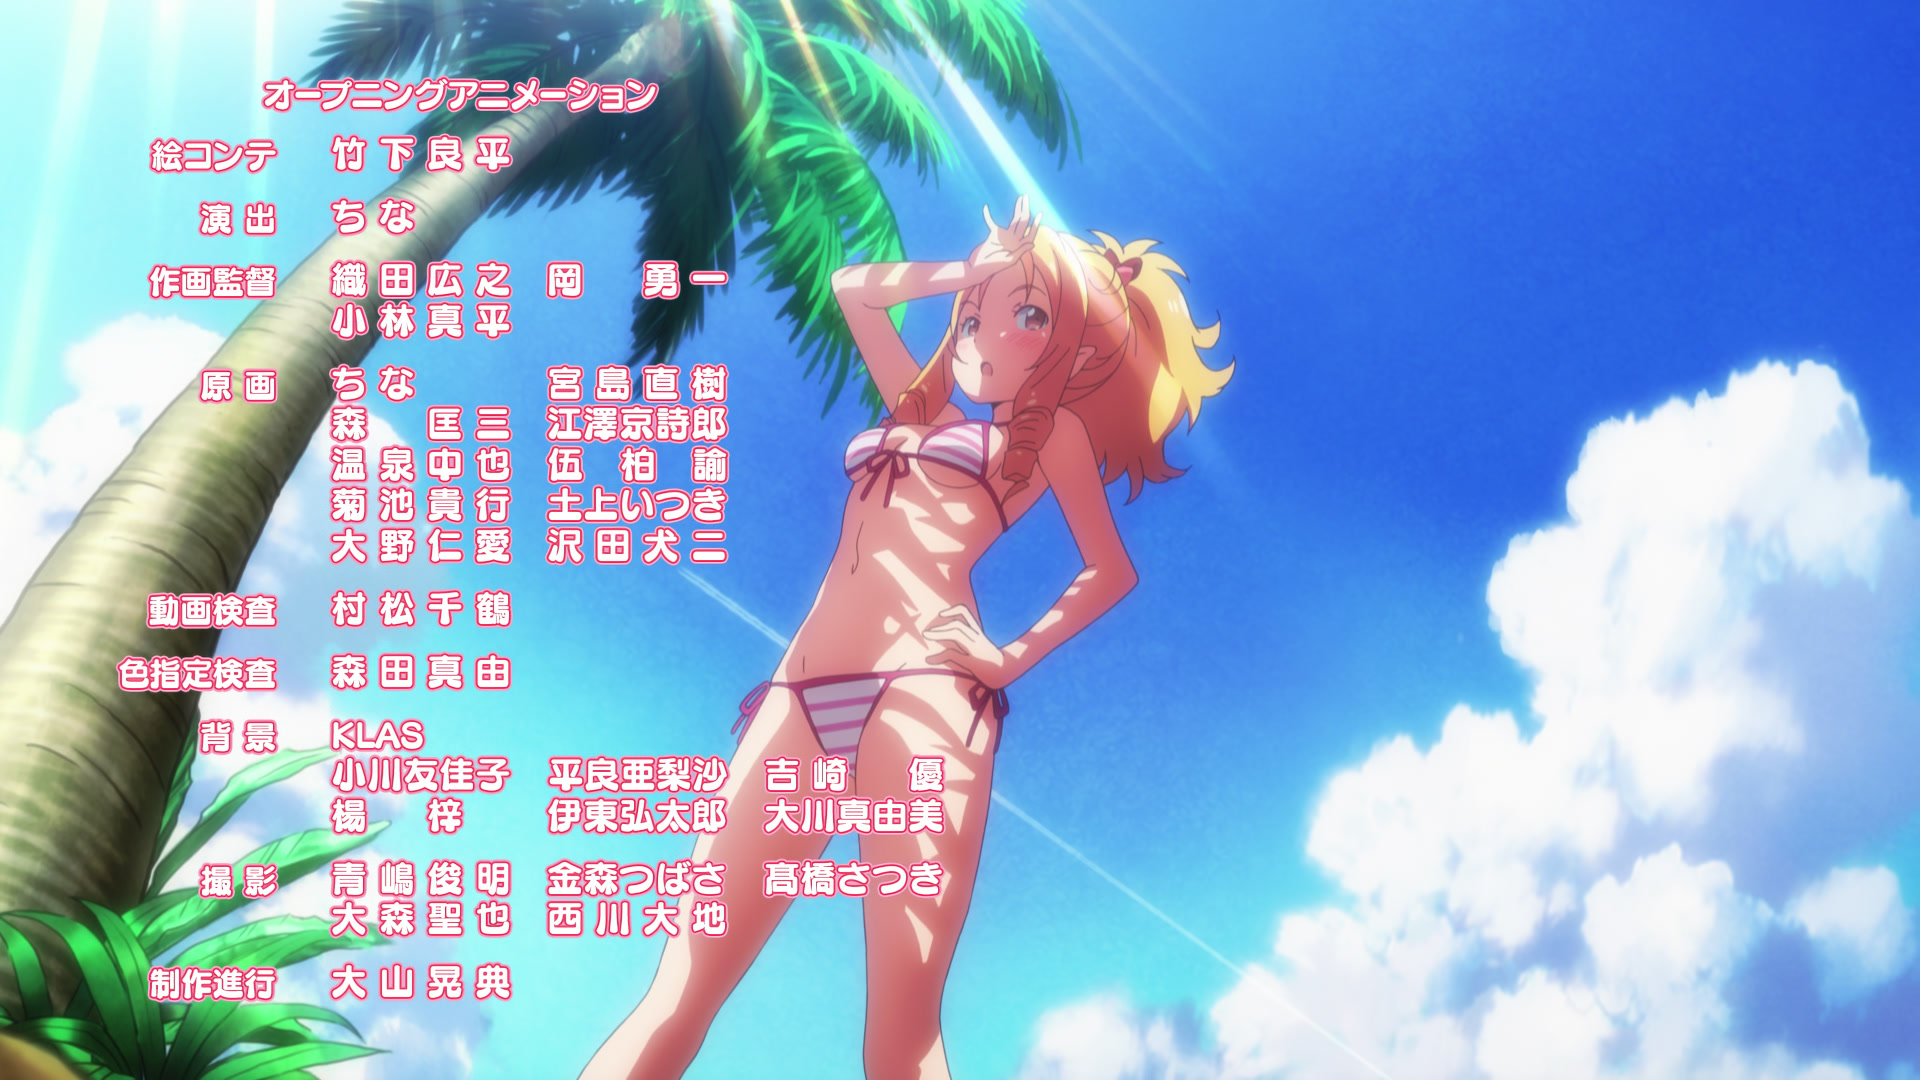 オープニングアニメーション
絵コンテ 竹下良平
演出 ちな
作画監督 織田広之 岡勇一
小林真平
原画 ちな 宮島直樹
森匡三 江澤京詩郎
温泉中也 伍柏諭
菊池貴行 土上いつき
大野仁愛 沢田犬二
動画検査 村松千鶴
色指定検査 森田真由
背景 KLAS
小川友佳子 平良亜梨沙 吉崎優
楊梓 伊東弘太郎 大川真由美
撮影 青嶋俊明 金森つばさ 髙橋さつき
大森聖也 西川大地
制作進行 大山晃典